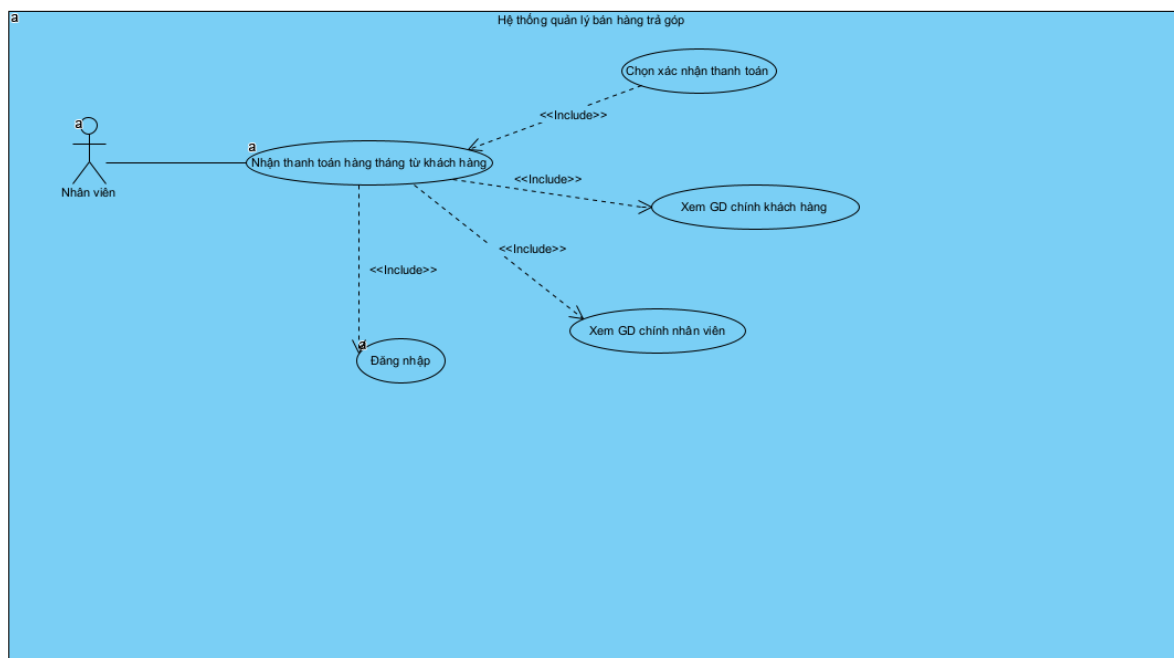 a
Hệ thống quản lý bán hàng trả góp
Chọn xác nhận thanh toán
<<Include>>
a
a
Nhận thanh toán hàng tháng từ khách hàng
Nhân viên
<<Include>>
Xem GD chính khách hàng
<<Include>>
<<Include>>
Xem GD chính nhân viên
a
Đăng nhập